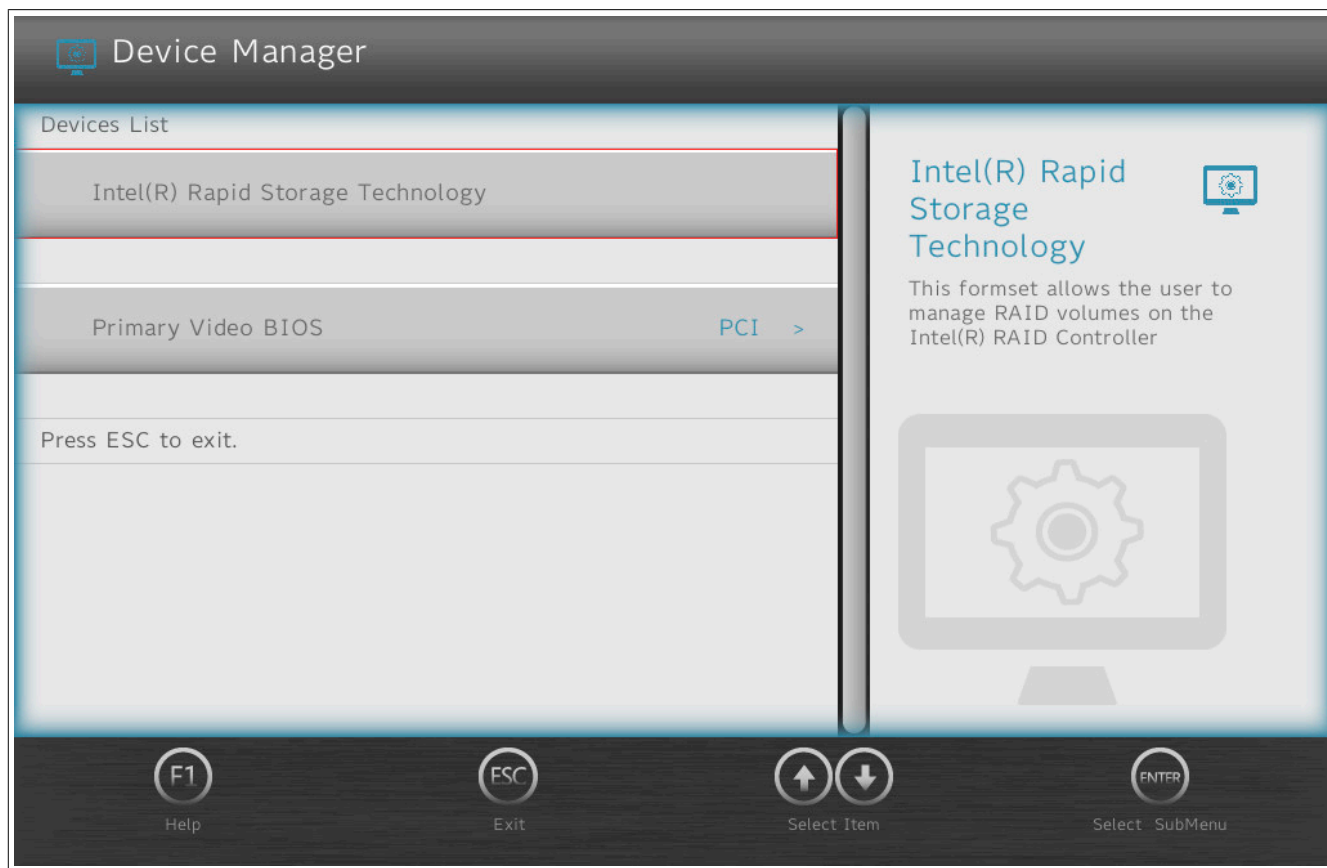 Device Manager
Devices List
Intel(R) Rapid Storage Technology
Primary Video BIOS PCI >
Press ESC to exit.
Intel(R) Rapid
Storage
Technology
This formset allows the user to
manage RAID volumes on the
Intel(R) RAID Controller
F1 ESC ENTER
Help Exit Select Item Select SubMenu